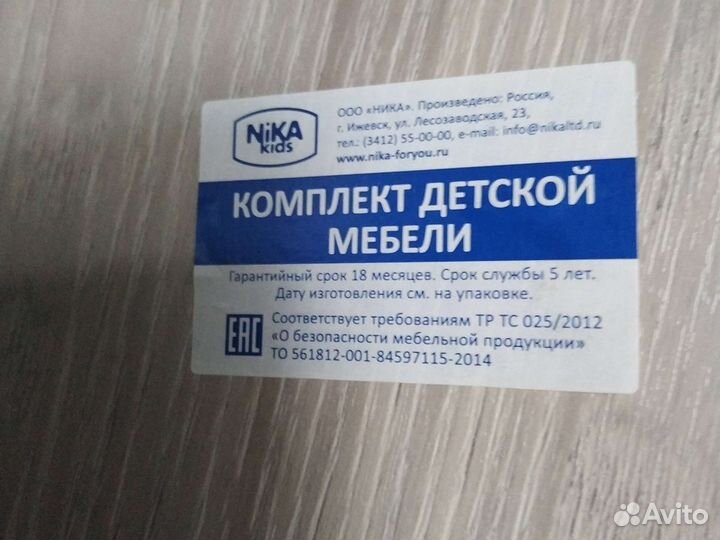 NiKA
kids
ООО «НИКА». Произведено: Россия,
г. Ижевск, ул. Лесозаводская, 23,
тел.: (3412) 55-00-00, e-mail: info@nikaltd.ru
www.nika-foryou.ru
КОМПЛЕКТ ДЕТСКОЙ
МЕБЕЛИ
Гарантийный срок 18 месяцев. Срок службы 5 лет.
Дату изготовления см. на упаковке.
EAC
Соответствует требованиям ТР ТС 025/2012
«О безопасности мебельной продукции»
ТО 561812-001-84597115-2014
Avito